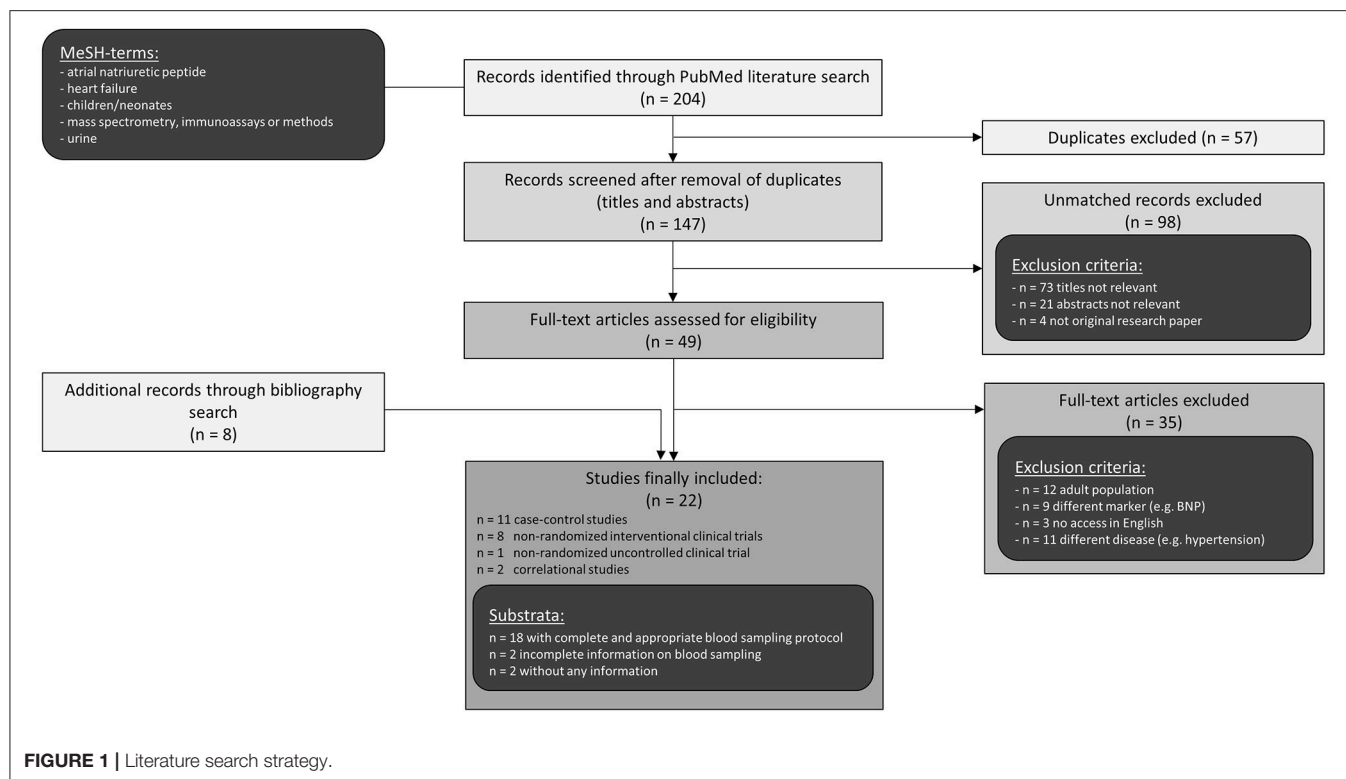 MeSH-terms:
- atrial natriuretic peptide
- heart failure
- children/neonates
- mass spectrometry, immunoassays or methods
- urine
Records identified through PubMed literature search
(n = 204)
Duplicates excluded (n = 57)
Records screened after removal of duplicates
(titles and abstracts)
(n = 147)
Unmatched records excluded
(n = 98)
Exclusion criteria:
- n = 73 titles not relevant
- n = 21 abstracts not relevant
- n = 4 not original research paper
Full-text articles assessed for eligibility
(n = 49)
Additional records through bibliography
search
(n = 8)
Full-text articles excluded
(n = 35)
Exclusion criteria:
- n = 12 adult population
- n = 9 different marker (e.g. BNP)
- n = 3 no access in English
- n = 11 different disease (e.g. hypertension)
Studies finally included:
(n = 22)
n = 11 case-control studies
n = 8 non-randomized interventional clinical trials
n = 1 non-randomized uncontrolled clinical trial
n = 2 correlational studies
Substrata:
n = 18 with complete and appropriate blood sampling protocol
n = 2 incomplete information on blood sampling
n = 2 without any information
FIGURE 1 | Literature search strategy.